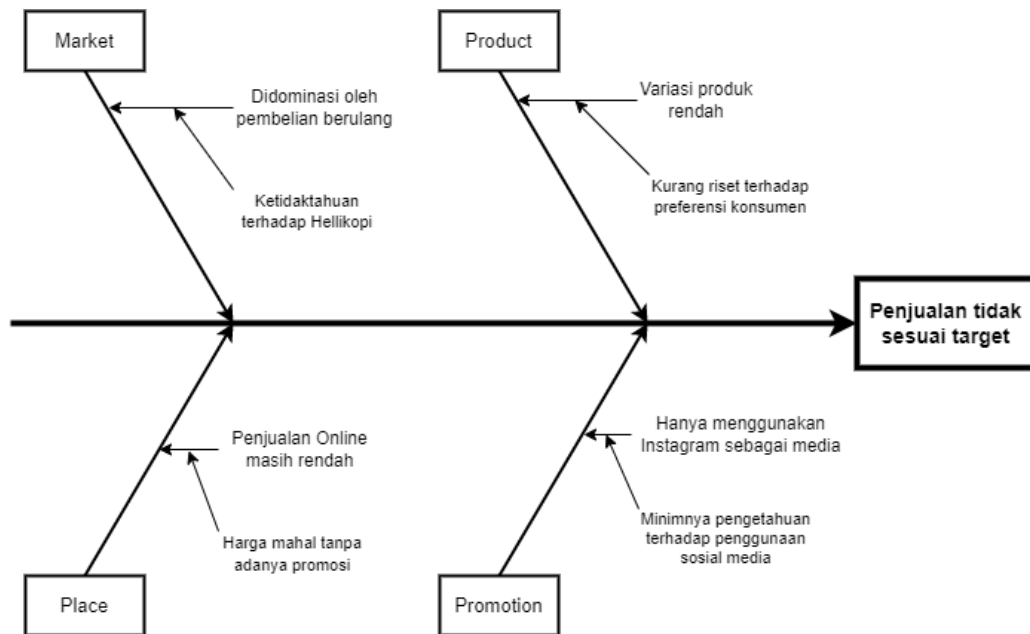 Market
Product
Didominasi oleh
pembelian berulang
Variasi produk
rendah
Ketidaktahuan
terhadap Hellikopi
Kurang riset terhadap
preferensi konsumen
Penjualan tidak
sesuai target
Penjualan Online
masih rendah
Hanya menggunakan
Instagram sebagai media
Harga mahal tanpa
adanya promosi
Minimnya pengetahuan
terhadap penggunaan
sosial media
Place
Promotion